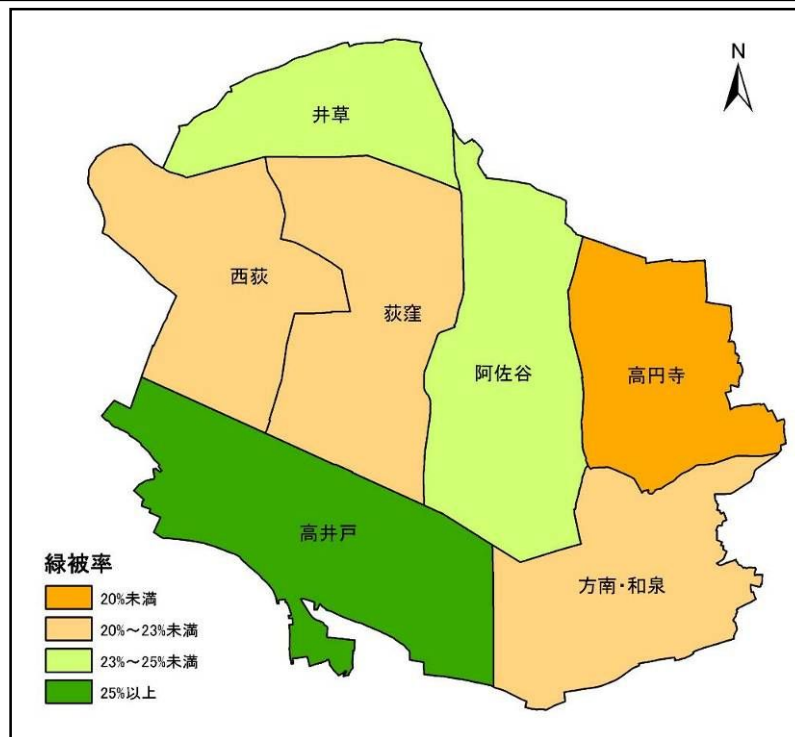 N
井草
西荻
荻窪
阿佐谷
高円寺
高井戸
方南・和泉
緑被率
20%未満
20%～23%未満
23%～25%未満
25%以上